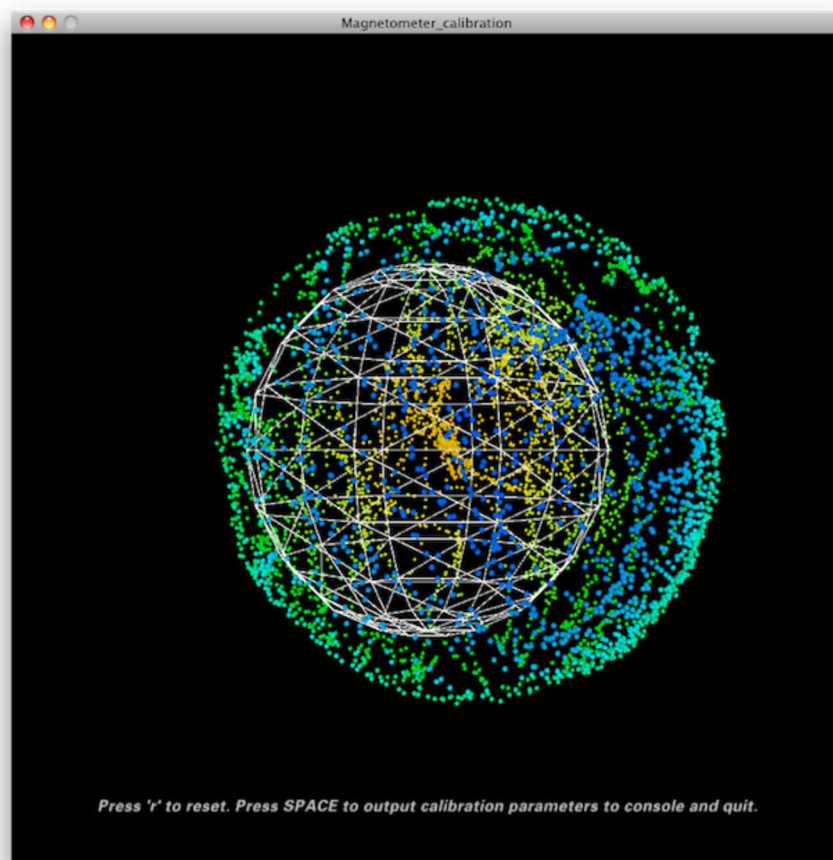 Magnetometer_calibration
Press 'r' to reset. Press SPACE to output calibration parameters to console and quit.